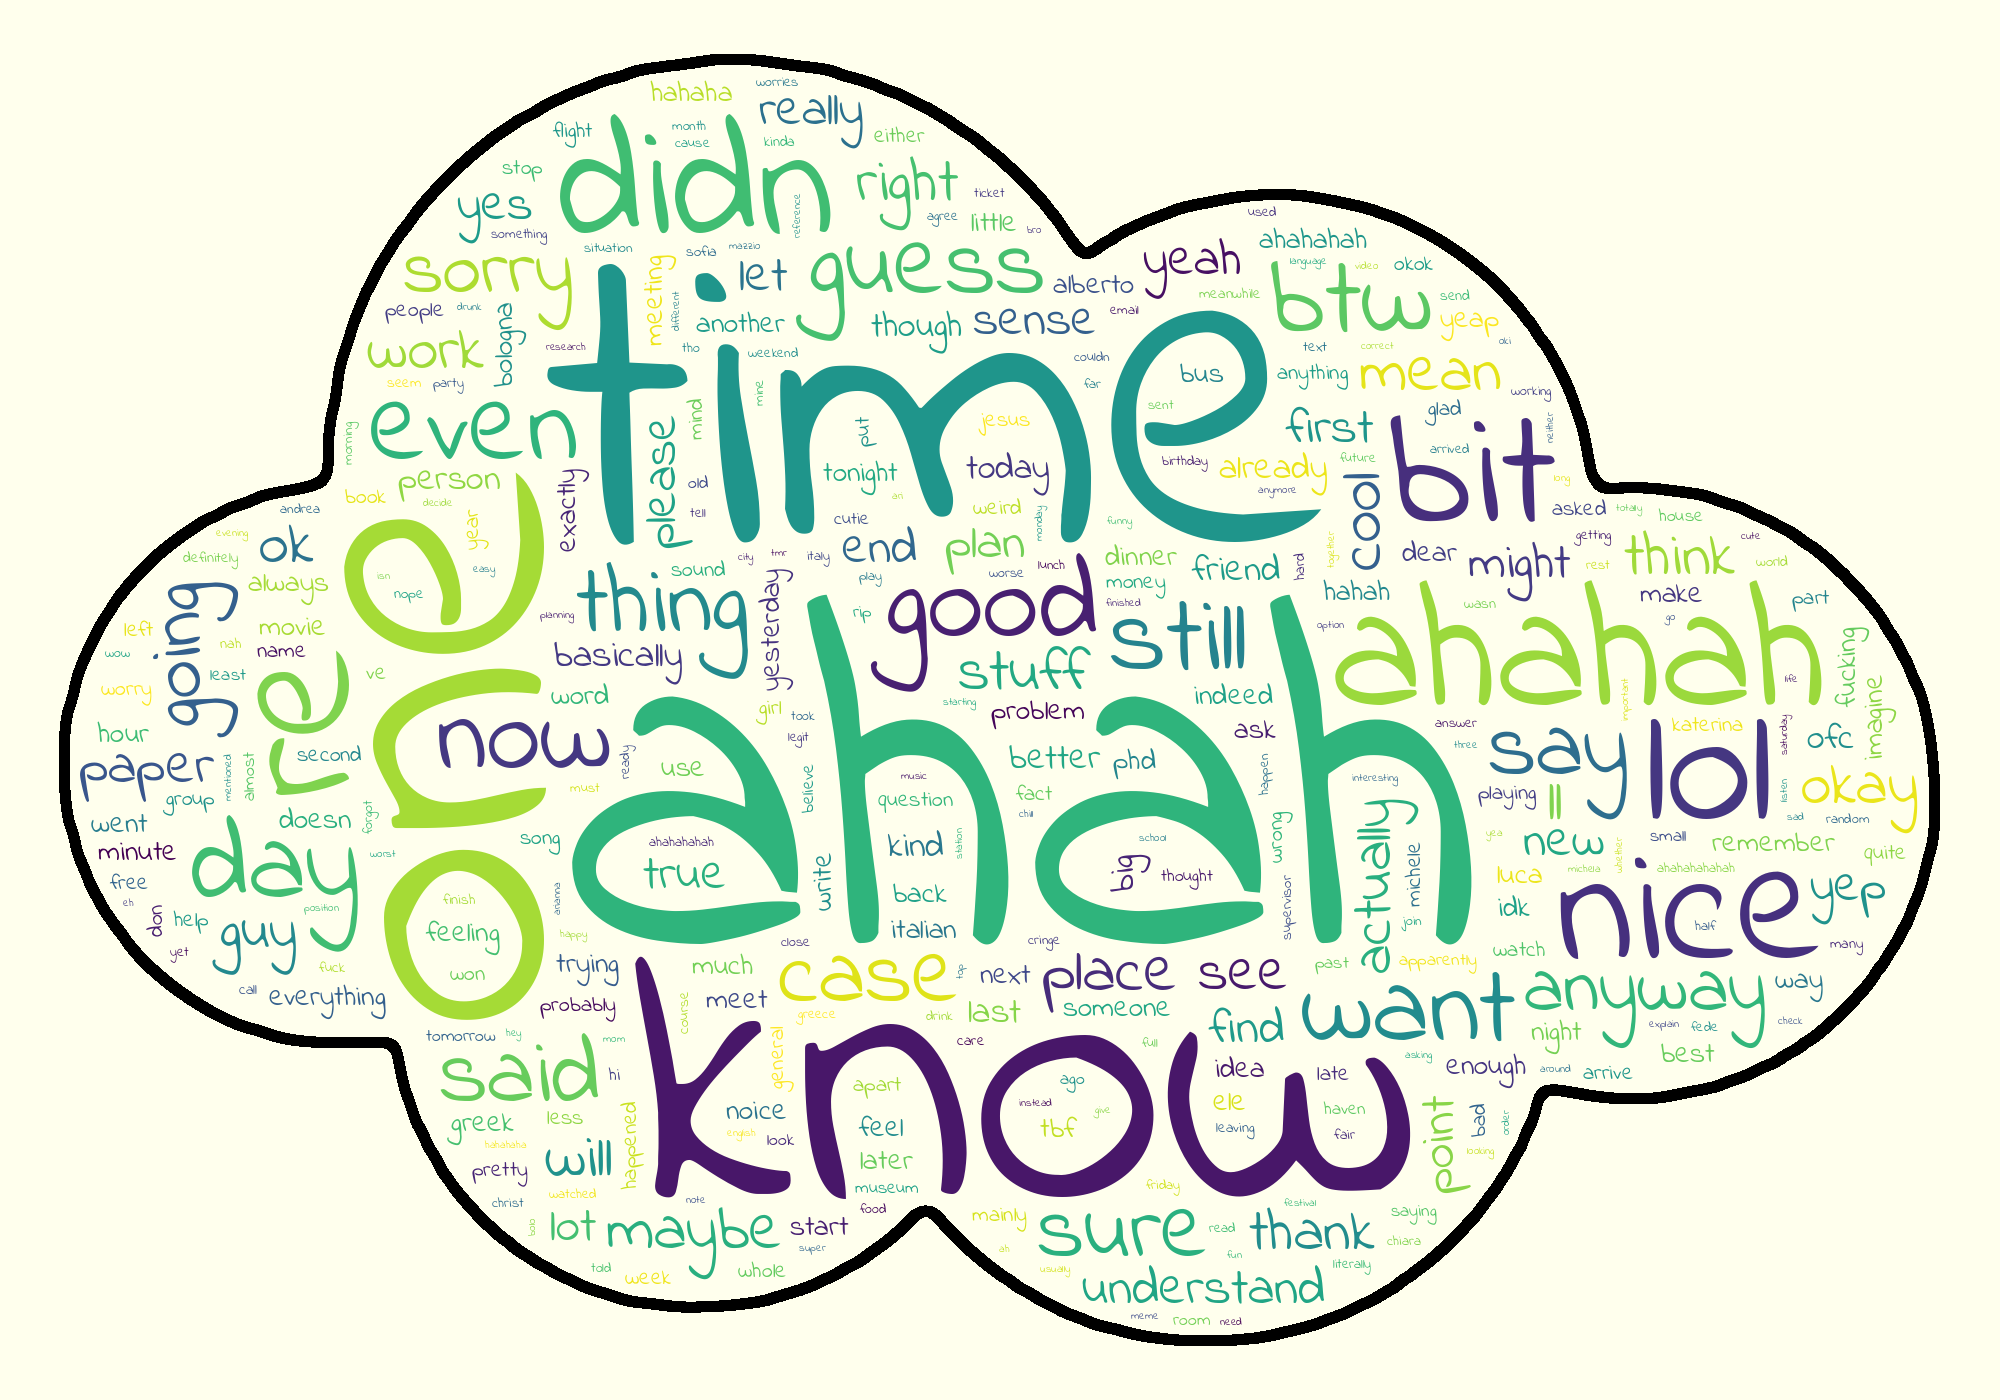 worries
hahaha
really
flight
month
either
didn
cause
kinda
stop
right
ticket
yes
reference
agree
little
used
something
bro
situation
sofia
mazzio
guess
yeah
ahahahah
sorry
meeting
let
alberto
language
video
okok
people
drunk
bologna
different
another
though
sense
email
meanwhile
btw
send
yeap
work
research
tho
weekend
time
couldn
text
correct
oki
seem
party
mine
far
bus
anything
mean
working
even
please
mind
put
jesus
sent
first
glad
bit
neither
morning
person
exactly
tonight
today
birthday
already
future
arrived
long
book
decide
year
old
ari
anymore
cool
asked
totally
house
andrea
tell
cutie
weird
monday
funny
evening
ok
one
end
plan
dinner
friend
hard
together
dear
might
getting
think
cute
definitely
easy
city
tmr
italy
worse
lunch
isn
sound
play
money
rest
world
going
always
nope
thing
yesterday
rip
good
finished
still
hahah
wasn
make
part
left
movie
planning
option
ahahah
go
wow
nah
name
basically
stuff
fucking
worry
least
re
ve
word
girl
starting
indeed
important
life
imagine
hour
now
took
problem
ask
answer
katerina
saturday
ofc
second
ready
legit
better
phd
three
say
lol
paper
mentioned
almost
use
believe
music
happen
interesting
group
must
ahah
question
fact
playing
ll
listen
okay
went
doesn
forgot
chill
sad
random
minute
day
worst
song
ahahahahah
kind
station
school
wrong
actually
yea
new
small
remember
quite
true
big
thought
michele
michela
whether
ahahahahahah
free
finish
ananna
write
back
luca
nice
yep
eh
don
help
position
feeling
happy
italian
supervisor
join
idk
half
yet
guy
close
cringe
watch
many
fuck
won
trying
much
case
top
next
place
see
past
apparently
call
everything
probably
meet
course
greece
drink
last
someone
want
anyway
way
tomorrow
hey
mom
know
care
full
find
night
explain
fede
check
said
hi
general
asking
idea
late
enough
around
best
arrive
apart
ago
instead
give
ele
haven
greek
less
happened
noice
english
look
feel
tbf
leaving
fair
point
bad
order
hahahaha
pretty
will
later
looking
watched
museum
friday
christ
note
food
festival
bolo
lot
maybe
start
mainly
sure
read
thank
saying
super
ah
fun
chiara
told
week
whole
usually
literally
understand
meme
room
need